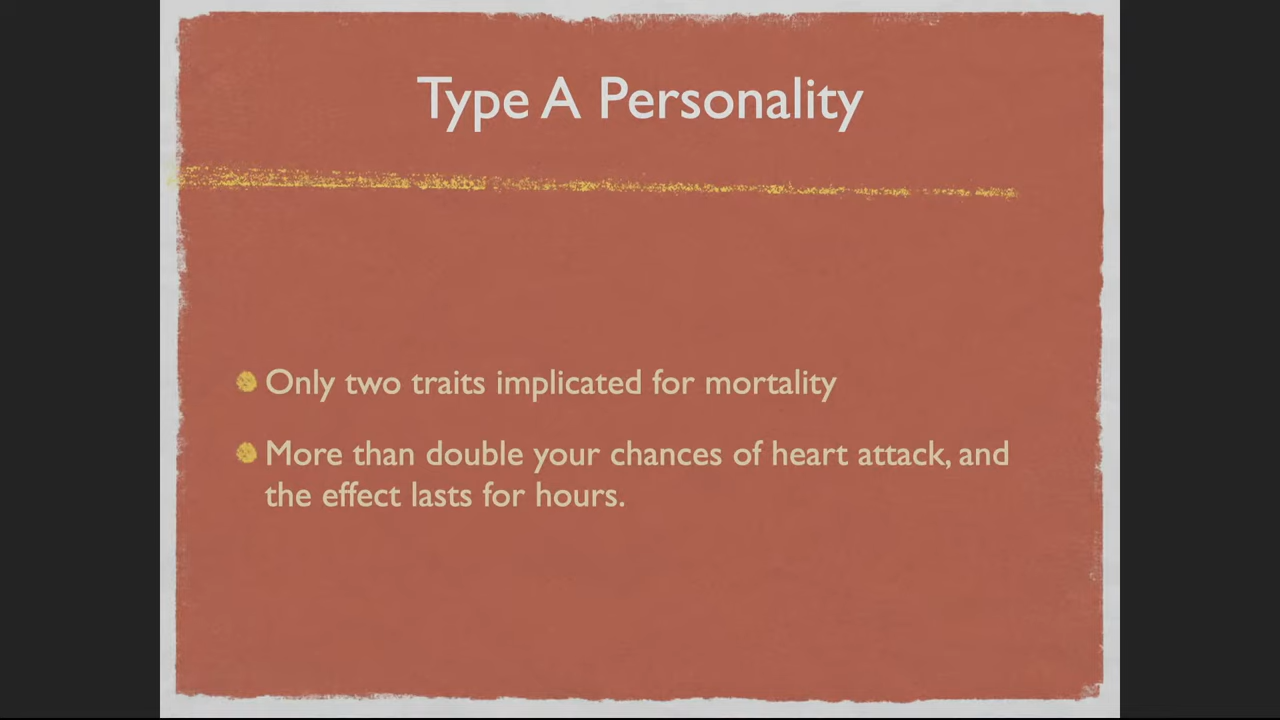 Type A Personality
Only two traits implicated for mortality
More than double your chances of heart attack, and
the effect lasts for hours.